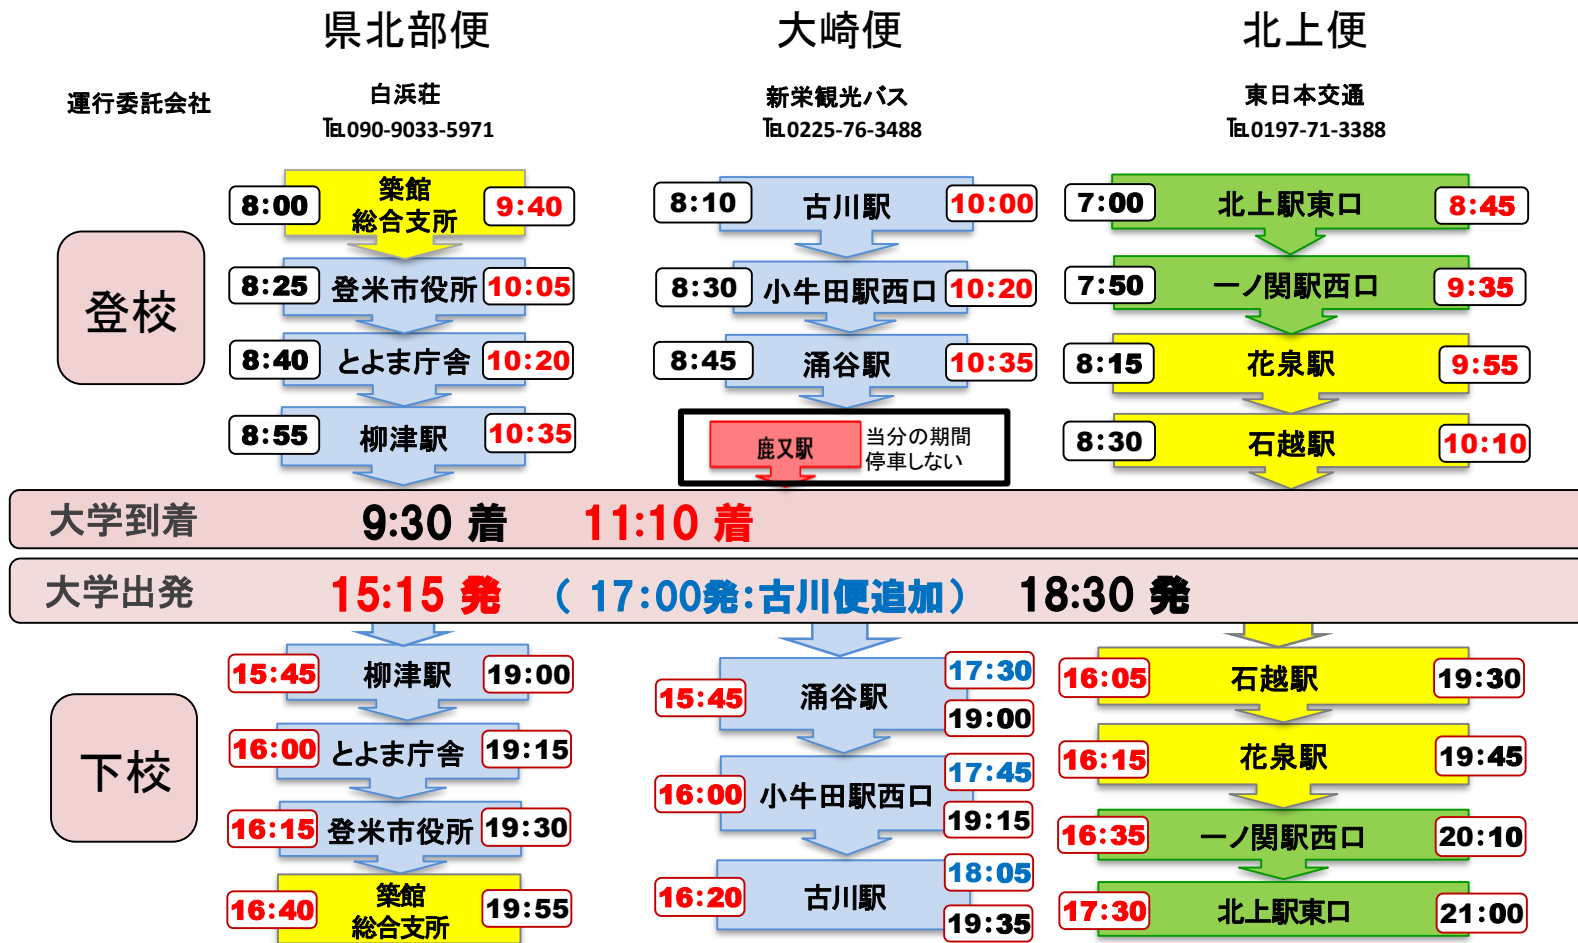 県北部便
大崎便
北上便
運行委託会社
白浜荘
℡090-9033-5971
新栄観光バス
℡0225-76-3488
東日本交通
℡0197-71-3388
登校
8:00
築館
総合支所
9:40
8:25
登米市役所
10:05
8:40
とよま庁舎
10:20
8:55
柳津駅
10:35
8:10
古川駅
10:00
8:30
小牛田駅西口
10:20
8:45
涌谷駅
10:35
鹿又駅
当分の期間
停車しない
7:00
北上駅東口
8:45
7:50
一ノ関駅西口
9:35
8:15
花泉駅
9:55
8:30
石越駅
10:10
大学到着 9:30 着 11:10 着
大学出発 15:15 発 ( 17:00発:古川便追加) 18:30 発
下校
15:45
柳津駅
19:00
16:00
とよま庁舎
19:15
16:15
登米市役所
19:30
16:40
築館
総合支所
19:55
15:45
涌谷駅
17:30
19:00
16:00
小牛田駅西口
17:45
19:15
16:20
古川駅
18:05
19:35
16:05
石越駅
19:30
16:15
花泉駅
19:45
16:35
一ノ関駅西口
20:10
17:30
北上駅東口
21:00